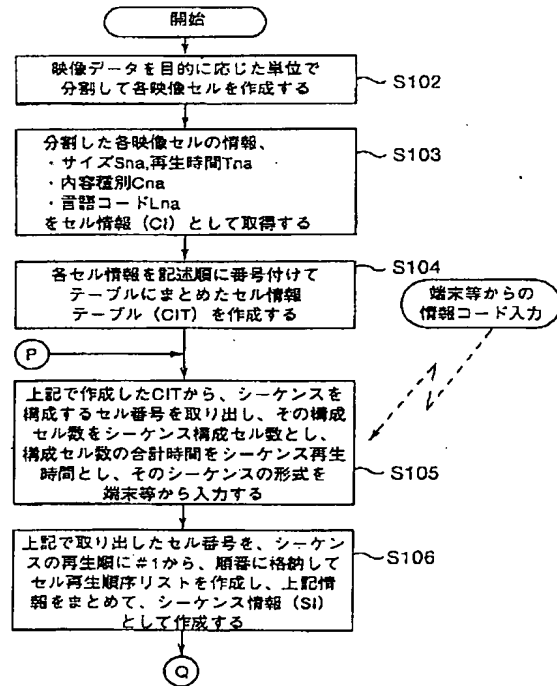 開始
映像データを目的に応じた単位で
分割して各映像セルを作成する
S102
分割した各映像セルの情報、
・サイズSna,再生時間Tna
・内容種別Cna
・言語コードLna
をセル情報（CI）として取得する
S103
各セル情報を記述順に番号付けて
テーブルにまとめたセル情報
テーブル（CIT）を作成する
S104
端末等からの
情報コード入力
P
上記で作成したCITから、シーケンスを
構成するセル番号を取り出し、その構成
セル数をシーケンス構成セル数とし、
構成セル数の合計時間をシーケンス再生
時間とし、そのシーケンスの形式を
端末等から入力する
S105
上記で取り出したセル番号を、シーケン
スの再生順に#1から、順番に格納して
セル再生順序リストを作成し、上記情
報をまとめて、シーケンス情報（SI）
として作成する
S106
Q